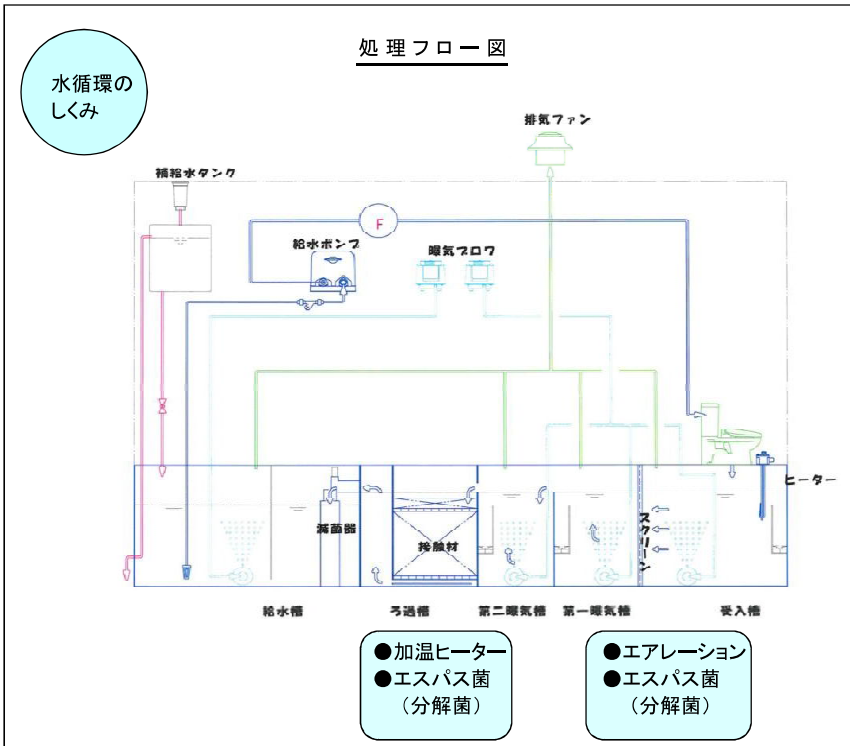 処理フロー図
水循環の
しくみ
排気ファン
補給水タンク
F
給水ポンプ
曝気ブロワ
ヒーター
滅菌器
接触材
スクリーン
給水槽
ろ過槽
第二曝気槽
第一曝気槽
受入槽
●加温ヒーター
●エスパス菌
（分解菌）
●エアレーション
●エスパス菌
（分解菌）